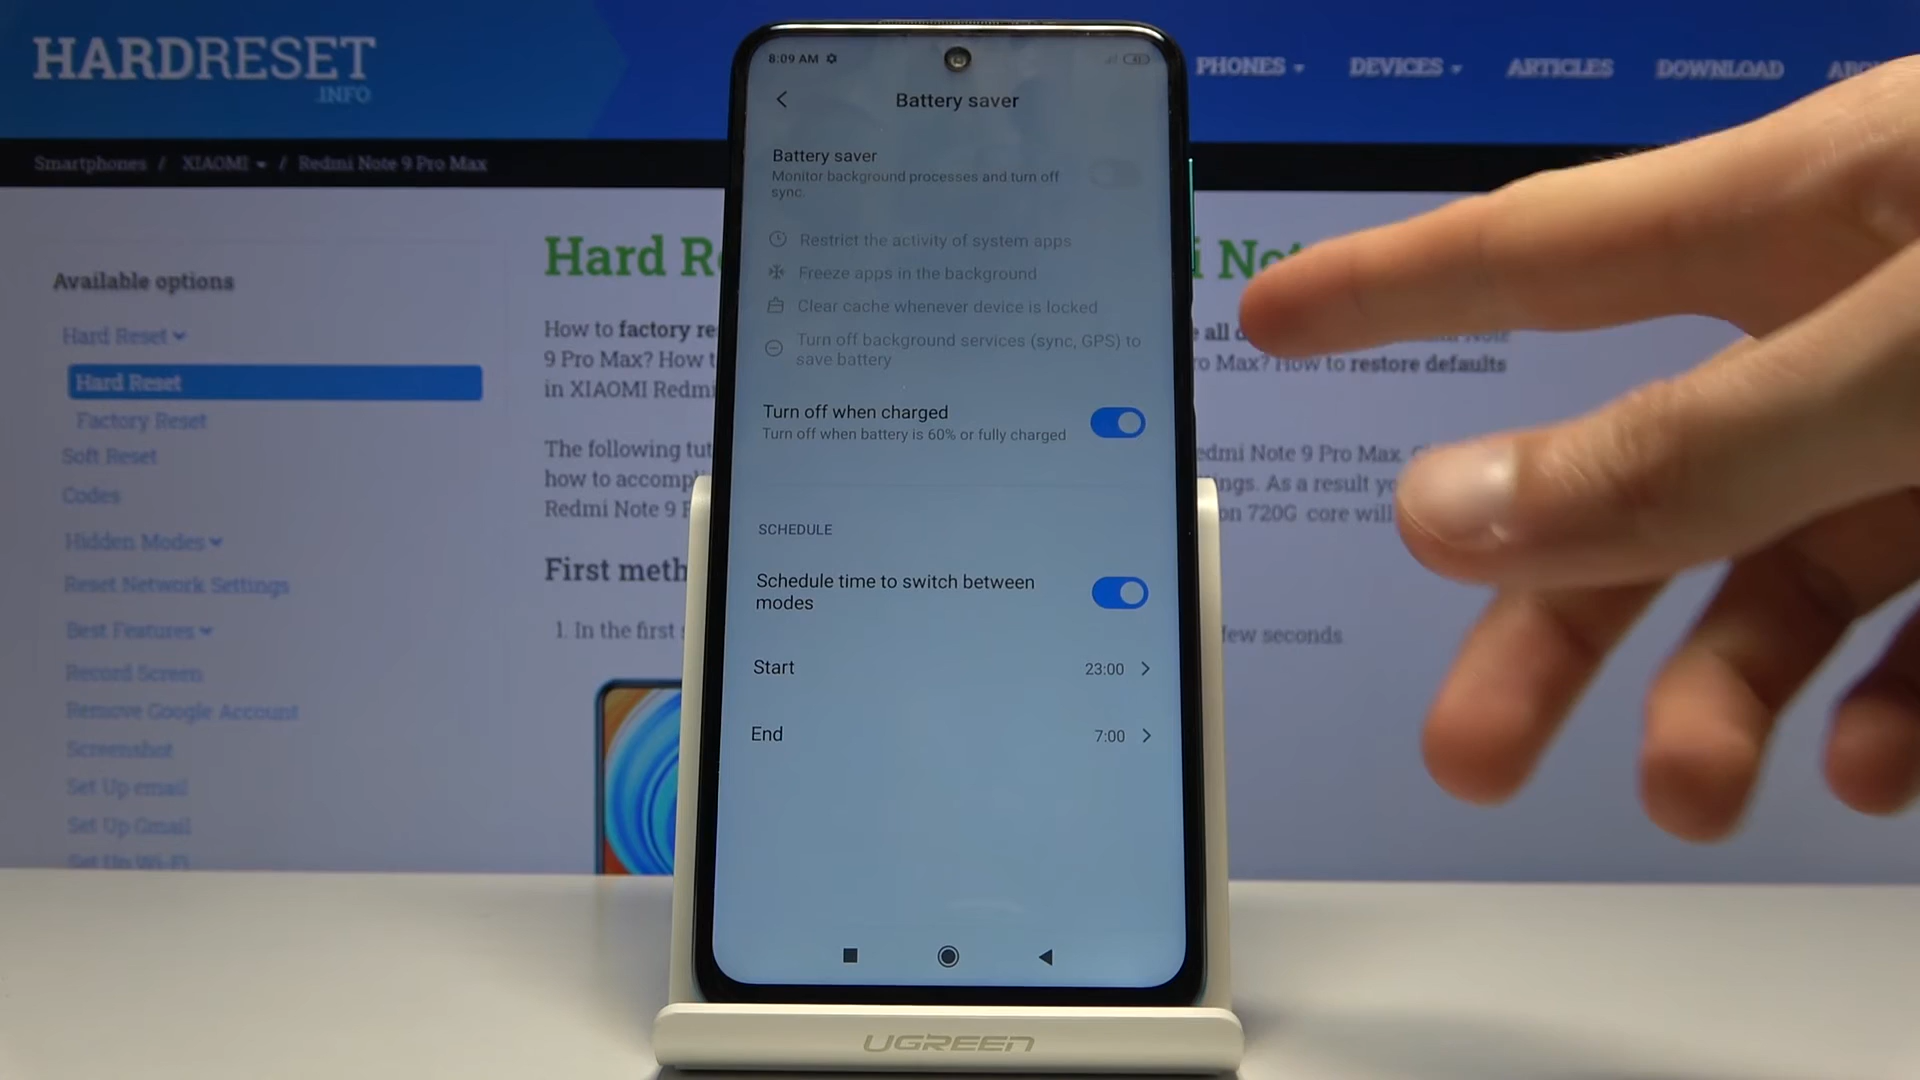 HARDRESET
.INFO
PHONES
DEVICES
ARTICLES
DOWNLOAD
Smartphones / XIAOMI / Redmi Note 9 Pro Max
Available options
Hard Reset
Hard Reset
Factory Reset
Soft Reset
Codes
Hidden Modes
Reset Network Settings
Best Features
Record Screen
Remove Google Account
Screenshot
Set Up email
Set Up Gmail
Set Up Wi-Fi
Hard R
How to factory re
9 Pro Max? How t
in XIAOMI Redmi
The following tut
how to accomp
Redmi Note 9 P
First meth
1. In the first
8:09 AM
Battery saver
Battery saver
Monitor background processes and turn off
sync.
Restrict the activity of system apps
Freeze apps in the background
Clear cache whenever device is locked
Turn off background services (sync, GPS) to
save battery
Turn off when charged
Turn off when battery is 60% or fully charged
SCHEDULE
Schedule time to switch between
modes
Start 23:00
End 7:00
i No
e all
Note
o Max? How to restore defaults
edmi Note 9 Pro Max.
ngs. As a result
on 720G core will
few seconds
UGREEN